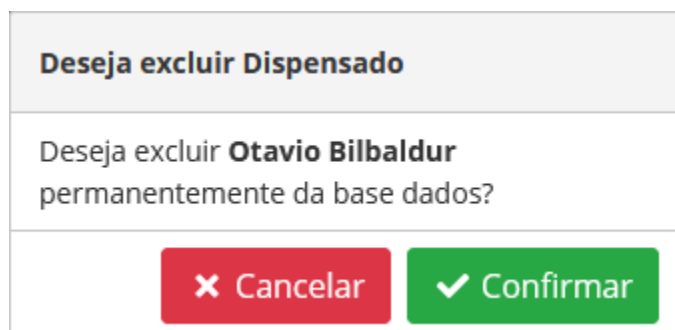 Deseja excluir Dispensado
Deseja excluir Otavio Bilbaldur
permanentemente da base dados?
Cancelar
Confirmar